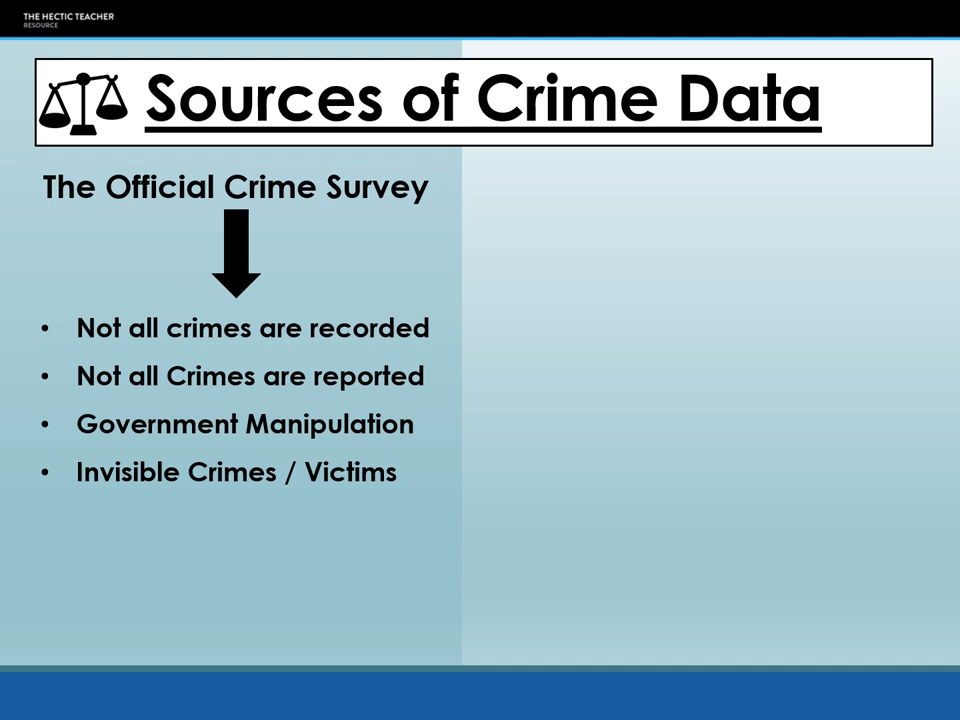 THE HECTIC TEACHER
RESOURCE
Sources of Crime Data
The Official Crime Survey
• Not all crimes are recorded
• Not all Crimes are reported
• Government Manipulation
• Invisible Crimes / Victims